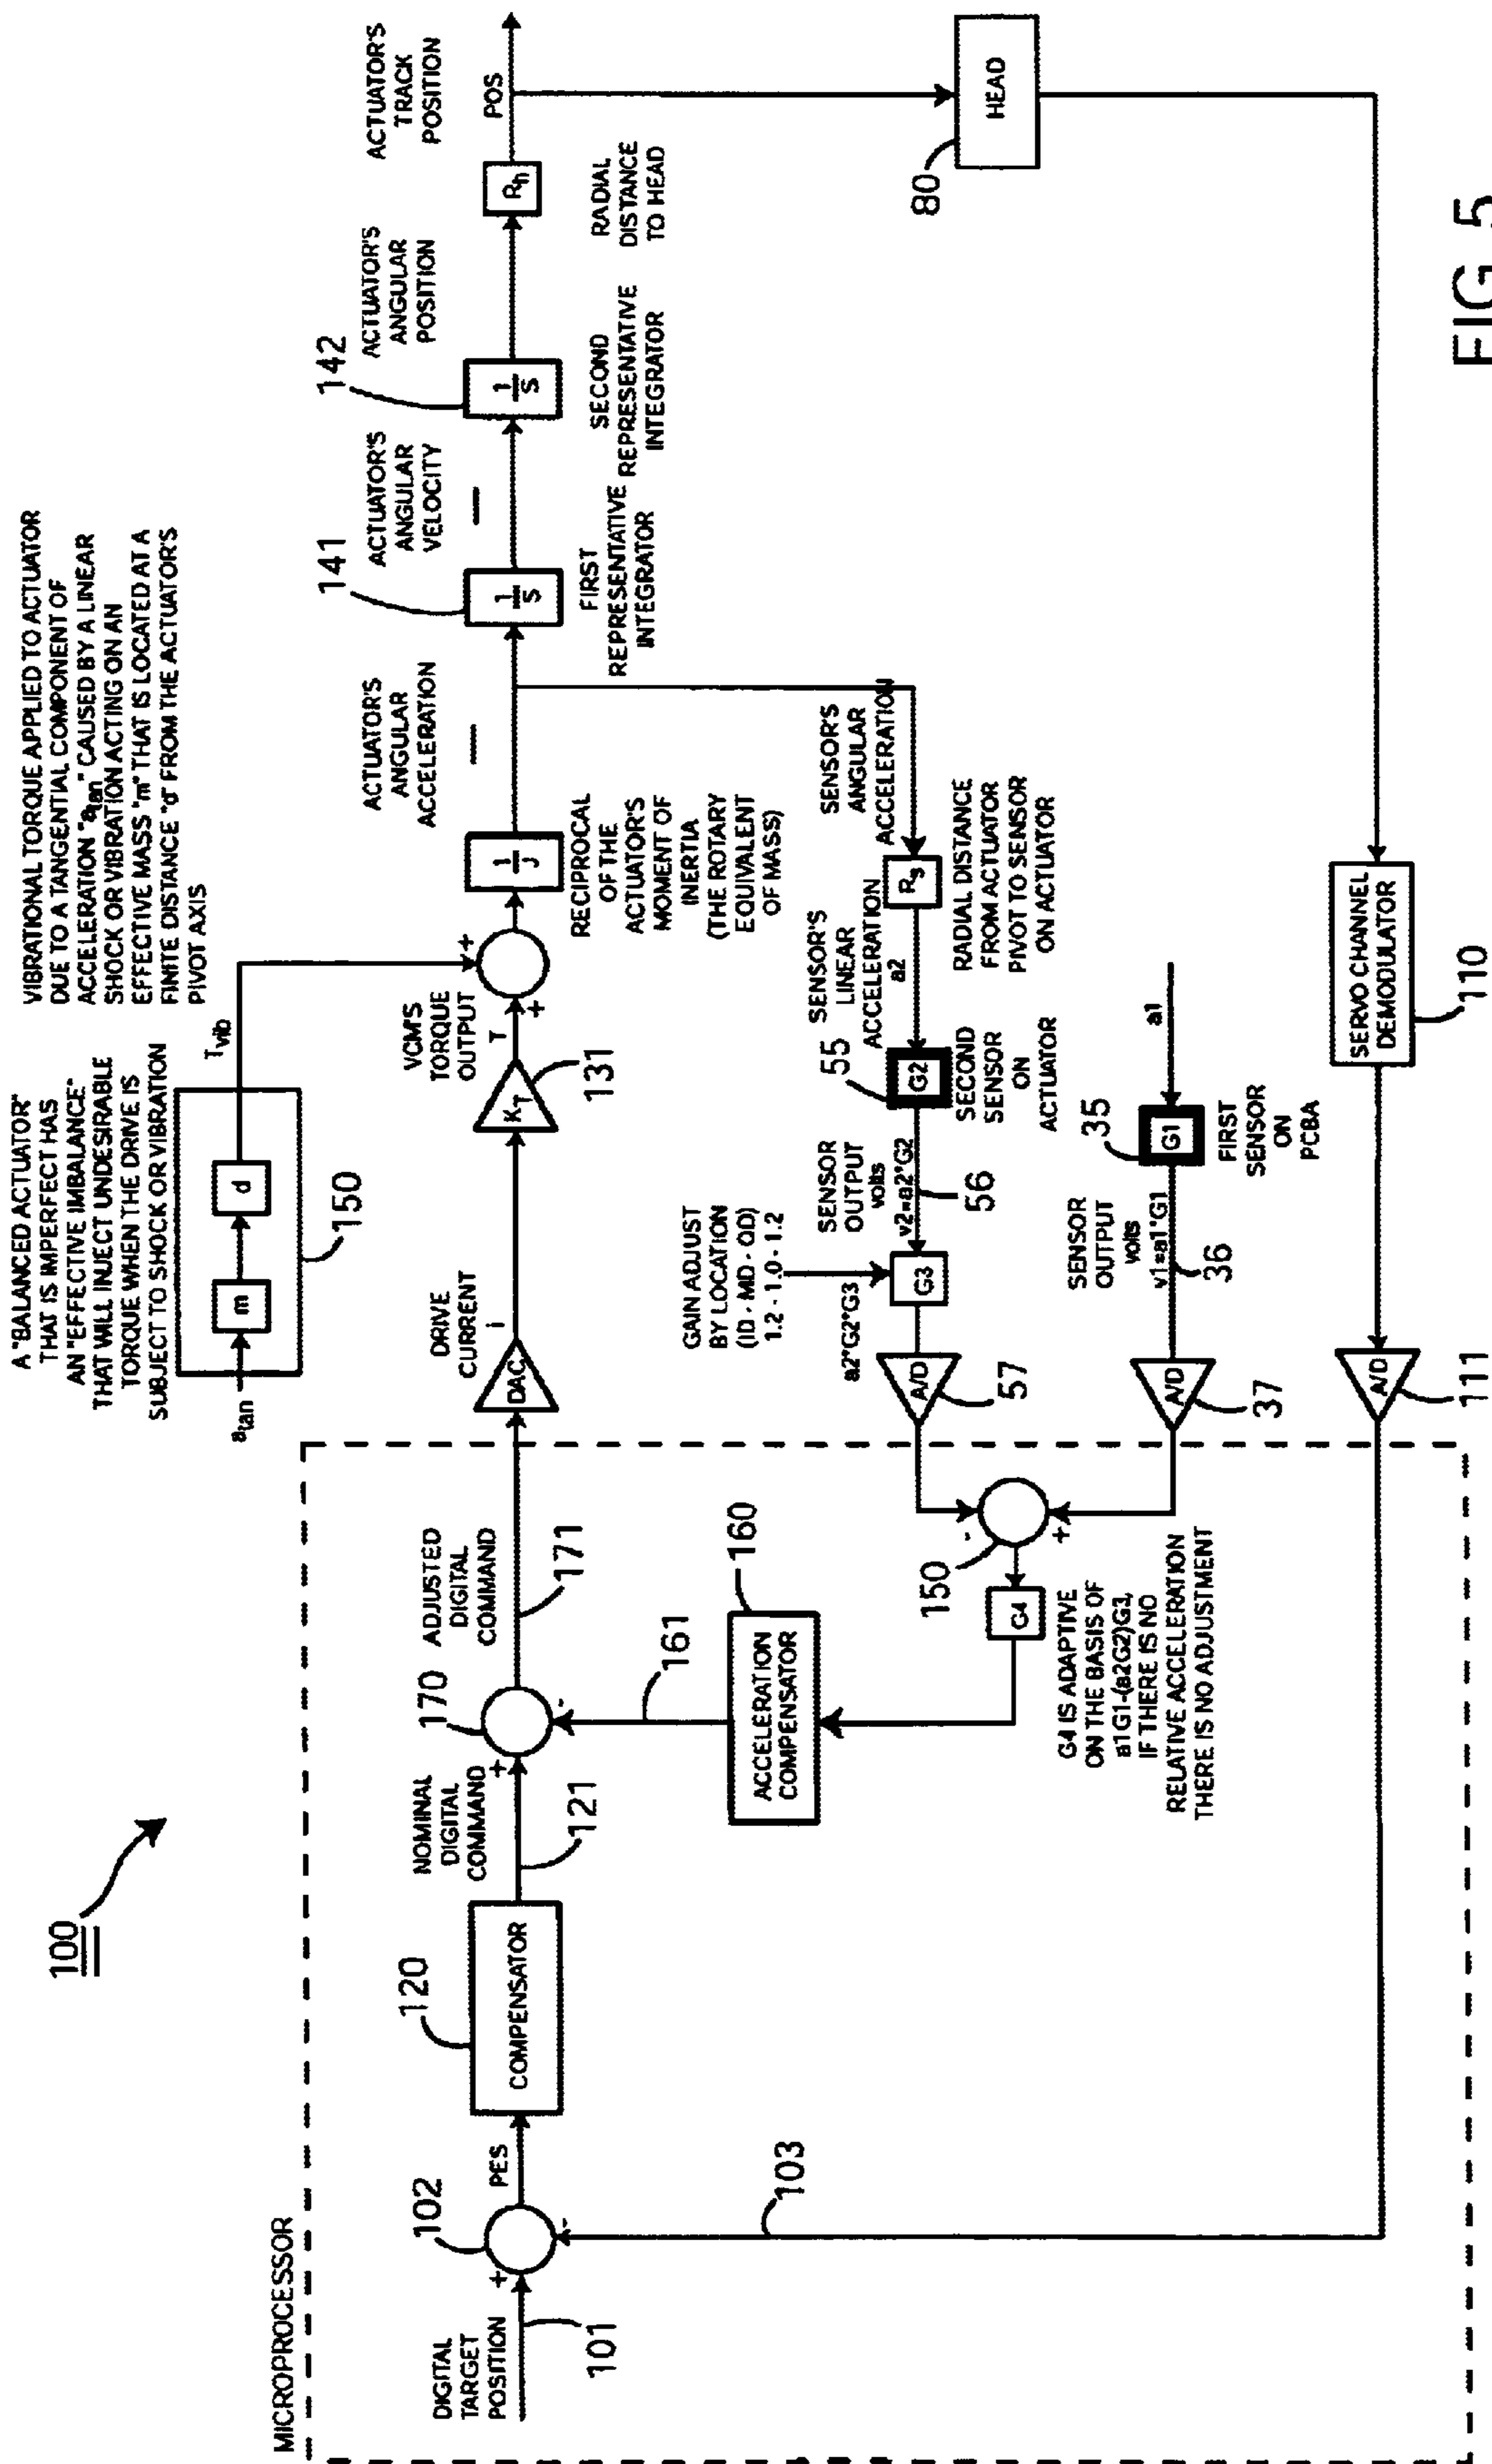 100
MICROPROCESSOR
A "BALANCED ACTUATOR"
THAT IS IMPERFECT HAS
AN "EFFECTIVE IMBALANCE"
THAT WILL INJECT UNDESIRABLE
TORQUE WHEN THE DRIVE IS
SUBJECT TO SHOCK OR VIBRATION
VIBRATIONAL TORQUE APPLIED TO ACTUATOR
DUE TO A TANGENTIAL COMPONENT OF
ACCELERATION "atan" CAUSED BY A LINEAR
SHOCK OR VIBRATION ACTING ON AN
EFFECTIVE MASS "m" THAT IS LOCATED AT A
FINITE DISTANCE "d" FROM THE ACTUATOR'S
PIVOT AXIS
atan
m
d
150
Tvib
DIGITAL
TARGET
POSITION
101
+
-
102
PES
120
COMPENSATOR
NOMINAL
DIGITAL
COMMAND
121
+
-
170
ADJUSTED
DIGITAL
COMMAND
171
DAC
DRIVE
CURRENT
i
KT
131
VCM'S
TORQUE
OUTPUT
T
+
+
1/J
RECIPROCAL
OF THE
ACTUATOR'S
MOMENT OF
INERTIA
(THE ROTARY
EQUIVALENT
OF MASS)
ACTUATOR'S
ANGULAR
ACCELERATION
141
1/S
FIRST
REPRESENTATIVE
INTEGRATOR
ACTUATOR'S
ANGULAR
VELOCITY
142
1/S
SECOND
REPRESENTATIVE
INTEGRATOR
ACTUATOR'S
ANGULAR
POSITION
Rh
RADIAL
DISTANCE
TO HEAD
ACTUATOR'S
TRACK
POSITION
POS
161
160
ACCELERATION
COMPENSATOR
G4
150
-
+
G4 IS ADAPTIVE
ON THE BASIS OF
a1G1-(a2G2)G3,
IF THERE IS NO
RELATIVE ACCELERATION
THERE IS NO ADJUSTMENT
A/D
57
a2*G2*G3
GAIN ADJUST
BY LOCATION
(ID - MD - OD)
1.2 - 1.0 - 1.2
G3
SENSOR
OUTPUT
volts
v2=a2*G2
56
55
G2
SECOND
SENSOR
ON
ACTUATOR
SENSOR'S
LINEAR
ACCELERATION
a2
Rs
RADIAL DISTANCE
FROM ACTUATOR
PIVOT TO SENSOR
ON ACTUATOR
SENSOR'S
ANGULAR
ACCELERATION
A/D
37
SENSOR
OUTPUT
volts
v1=a1*G1
36
35
G1
FIRST
SENSOR
ON
PCBA
a1
80
HEAD
103
A/D
111
SERVO CHANNEL
DEMODULATOR
110
FIG 5